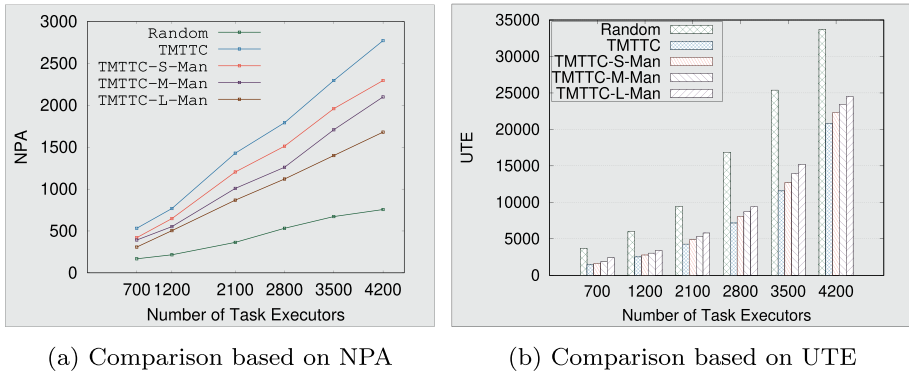 3000
2500
2000
1500
1000
500
0
NPA
Random
TMTTC
TMTTC-S-Man
TMTTC-M-Man
TMTTC-L-Man
700 1200 2100 2800 3500 4200
Number of Task Executors
(a) Comparison based on NPA
35000
30000
25000
20000
15000
10000
5000
0
UTE
Random
TMTTC
TMTTC-S-Man
TMTTC-M-Man
TMTTC-L-Man
700 1200 2100 2800 3500 4200
Number of Task Executors
(b) Comparison based on UTE